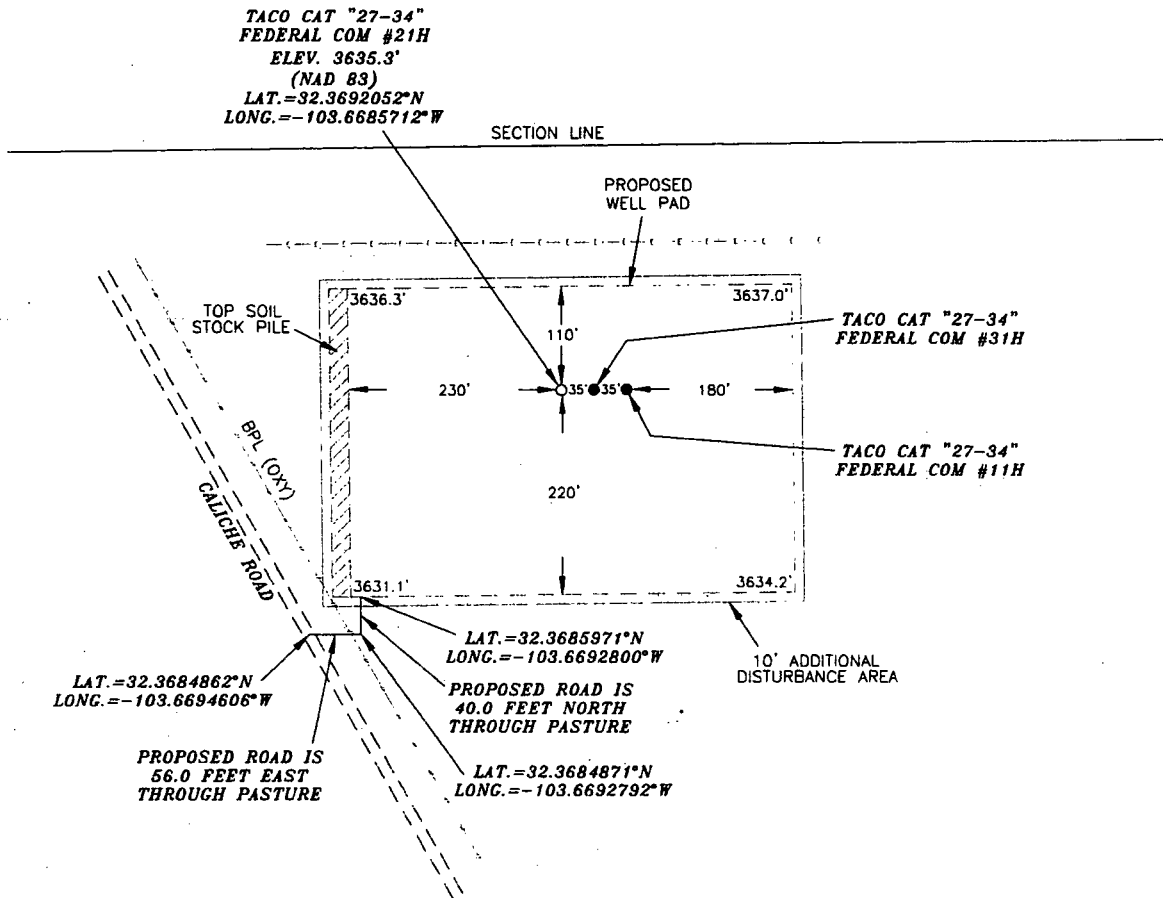 TACO CAT "27-34"
FEDERAL COM #21H
ELEV. 3635.3'
(NAD 83)
LAT.=32.3692052°N
LONG.=-103.6685712°W
SECTION LINE
PROPOSED
WELL PAD
3636.3'
3637.0'
TOP SOIL
STOCK PILE
110'
TACO CAT "27-34"
FEDERAL COM #31H
230'
35'
35'
180'
BPL (OXY)
TACO CAT "27-34"
FEDERAL COM #11H
CALICHE ROAD
220'
3631.1'
3634.2'
LAT.=32.3685971°N
LONG.=-103.6692800°W
10' ADDITIONAL
DISTURBANCE AREA
LAT.=32.3684862°N
LONG.=-103.6694606°W
PROPOSED ROAD IS
40.0 FEET NORTH
THROUGH PASTURE
PROPOSED ROAD IS
56.0 FEET EAST
THROUGH PASTURE
LAT.=32.3684871°N
LONG.=-103.6692792°W